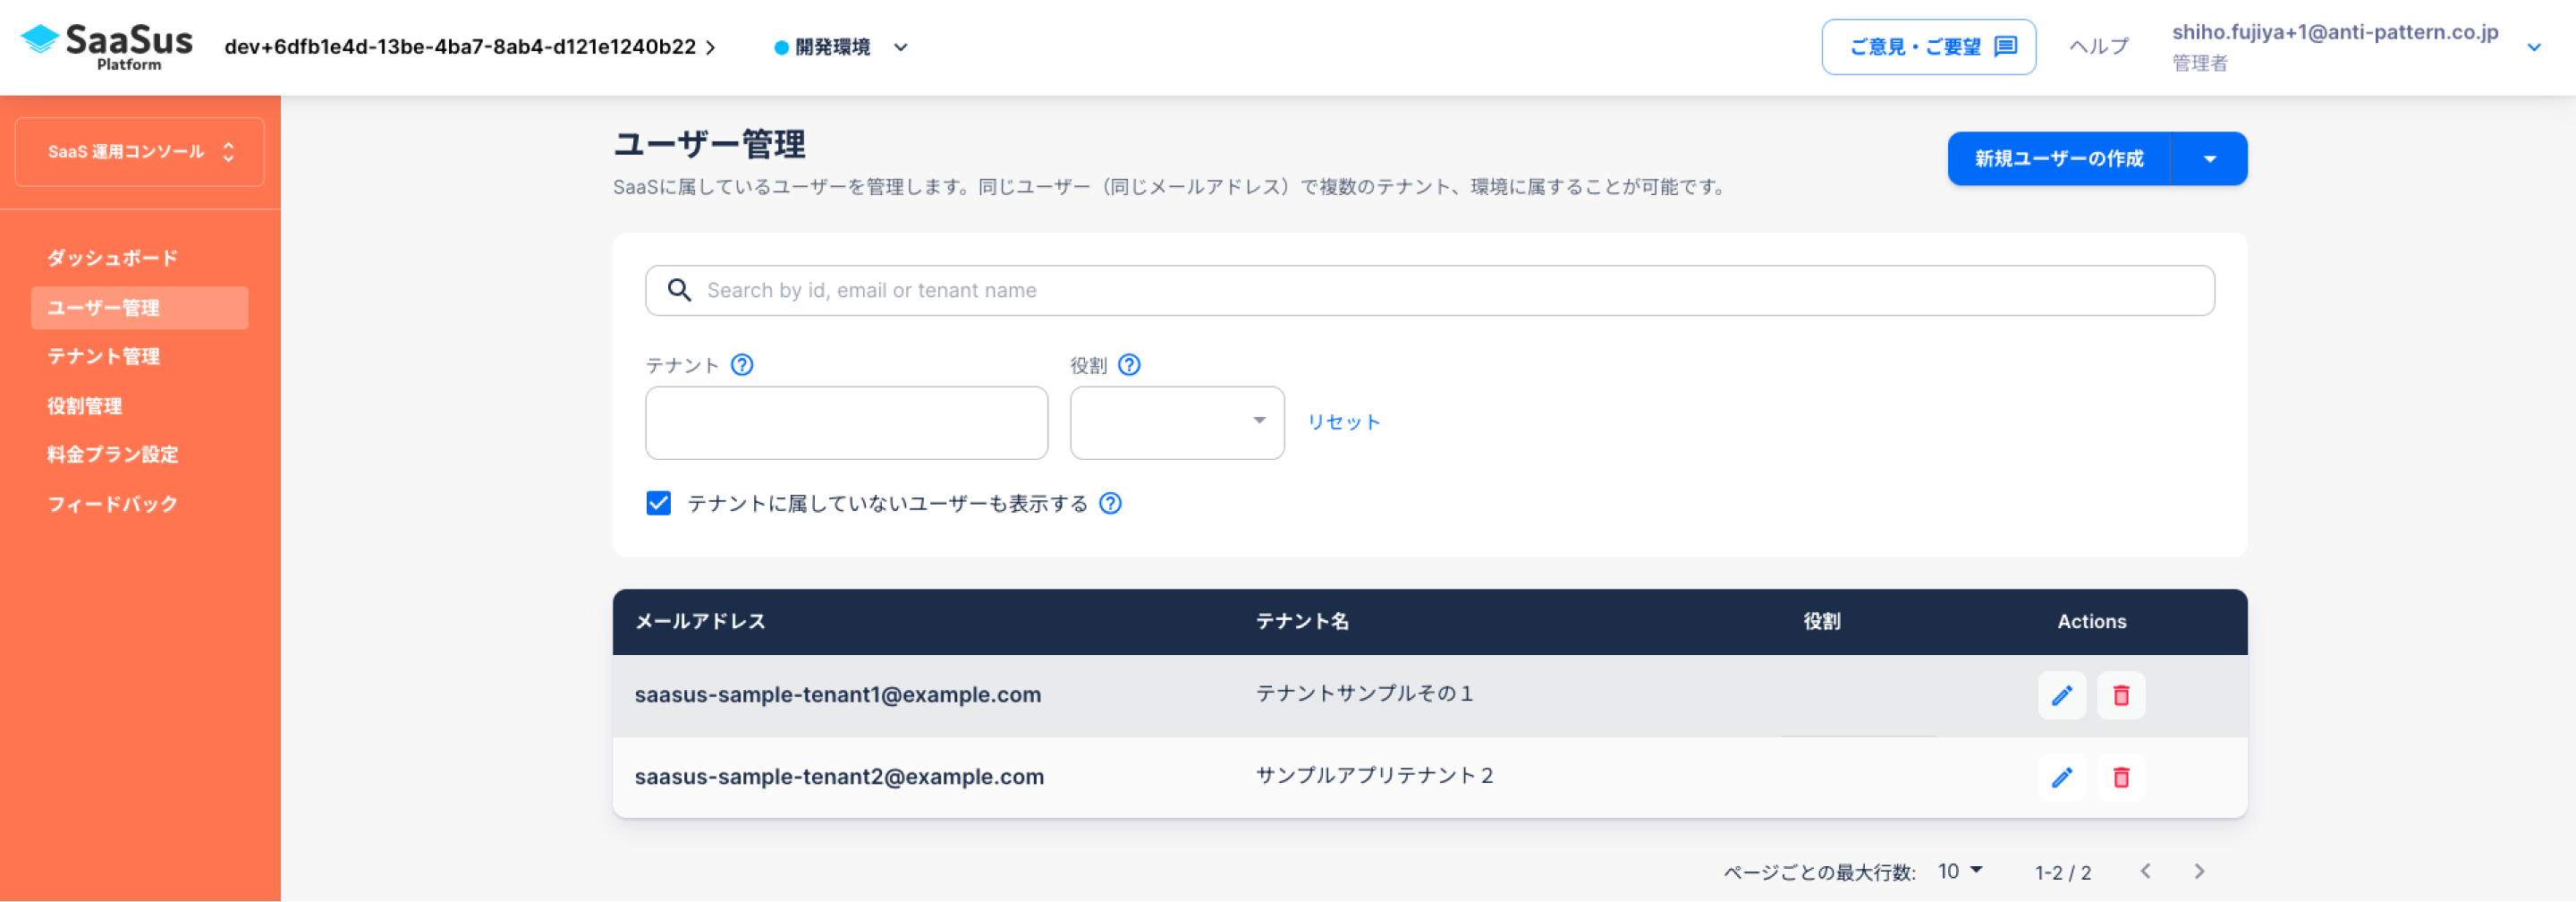 SaaSus
Platform
dev+6dfb1e4d-13be-4ba7-8ab4-d121e1240b22
開発環境
ご意見・ご要望
ヘルプ
shiho.fujiya+1@anti-pattern.co.jp
管理者
SaaS 運用コンソール
ダッシュボード
ユーザー管理
テナント管理
役割管理
料金プラン設定
フィードバック
ユーザー管理
SaaSに属しているユーザーを管理します。同じユーザー（同じメールアドレス）で複数のテナント、環境に属することが可能です。
新規ユーザーの作成
Search by id, email or tenant name
テナント ?
役割 ?
リセット
テナントに属していないユーザーも表示する ?
メールアドレス テナント名 役割 Actions
saasus-sample-tenant1@example.com テナントサンプルその１
saasus-sample-tenant2@example.com サンプルアプリテナント２
ページごとの最大行数: 10 1-2 / 2